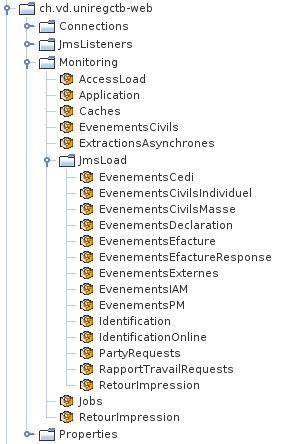 ch.vd.uniregctb-web
Connections
JmsListeners
Monitoring
AccessLoad
Application
Caches
EvenementsCivils
ExtractionsAsynchrones
JmsLoad
EvenementsCedi
EvenementsCivilsIndividuel
EvenementsCivilsMasse
EvenementsDeclaration
EvenementsEfacture
EvenementsEfactureResponse
EvenementsExternes
EvenementsIAM
EvenementsPM
Identification
IdentificationOnline
PartyRequests
RapportTravailRequests
RetourImpression
Jobs
RetourImpression
Properties